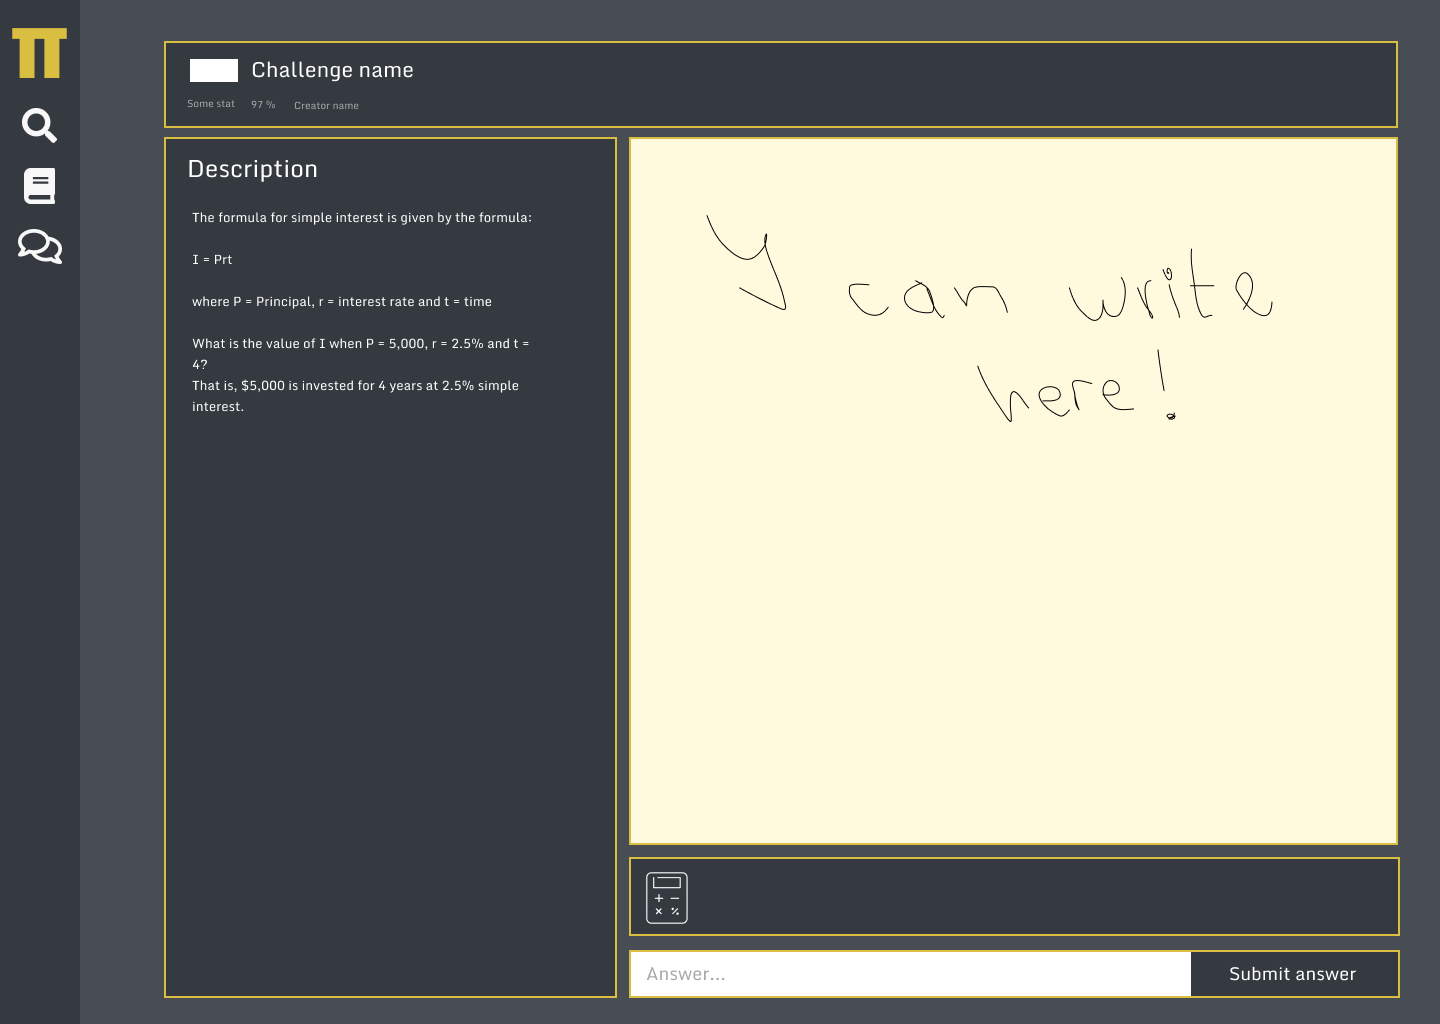 Challenge name
Some stat 97 % Creator name
Description
The formula for simple interest is given by the formula:
I = Prt
where P = Principal, r = interest rate and t = time
What is the value of I when P = 5,000, r = 2.5% and t =
4?
That is, $5,000 is invested for 4 years at 2.5% simple
interest.
Y can write
here!
Answer...
Submit answer